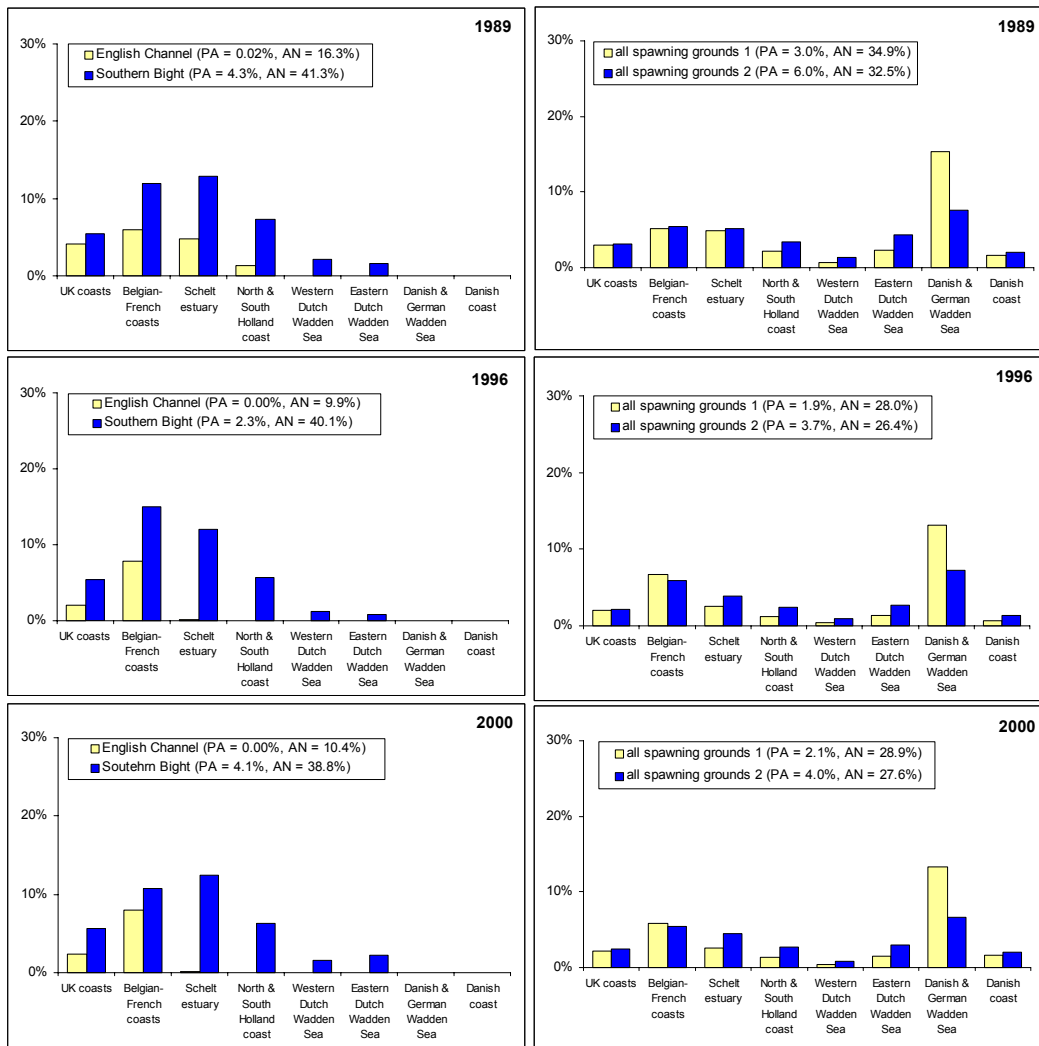 1989
30%
20%
10%
0%
English Channel (PA = 0.02%, AN = 16.3%)
Southern Bight (PA = 4.3%, AN = 41.3%)
UK coasts
Belgian-
French
coasts
Schelt
estuary
North &
South
Holland
coast
Western
Dutch
Wadden
Sea
Eastern
Dutch
Wadden
Sea
Danish &
German
Wadden
Sea
Danish
coast
1989
30%
20%
10%
0%
all spawning grounds 1 (PA = 3.0%, AN = 34.9%)
all spawning grounds 2 (PA = 6.0%, AN = 32.5%)
UK coasts
Belgian-
French
coasts
Schelt
estuary
North &
South
Holland
coast
Western
Dutch
Wadden
Sea
Eastern
Dutch
Wadden
Sea
Danish &
German
Wadden
Sea
Danish
coast
1996
30%
20%
10%
0%
English Channel (PA = 0.00%, AN = 9.9%)
Southern Bight (PA = 2.3%, AN = 40.1%)
UK coasts
Belgian-
French
coasts
Schelt
estuary
North &
South
Holland
coast
Western
Dutch
Wadden
Sea
Eastern
Dutch
Wadden
Sea
Danish &
German
Wadden
Sea
Danish
coast
1996
30%
20%
10%
0%
all spawning grounds 1 (PA = 1.9%, AN = 28.0%)
all spawning grounds 2 (PA = 3.7%, AN = 26.4%)
UK coasts
Belgian-
French
coasts
Schelt
estuary
North &
South
Holland
coast
Western
Dutch
Wadden
Sea
Eastern
Dutch
Wadden
Sea
Danish &
German
Wadden
Sea
Danish
coast
2000
30%
20%
10%
0%
English Channel (PA = 0.00%, AN = 10.4%)
Soutehrn Bight (PA = 4.1%, AN = 38.8%)
UK coasts
Belgian-
French
coasts
Schelt
estuary
North &
South
Holland
coast
Western
Dutch
Wadden
Sea
Eastern
Dutch
Wadden
Sea
Danish &
German
Wadden
Sea
Danish
coast
2000
30%
20%
10%
0%
all spawning grounds 1 (PA = 2.1%, AN = 28.9%)
all spawning grounds 2 (PA = 4.0%, AN = 27.6%)
UK coasts
Belgian-
French
coasts
Schelt
estuary
North &
South
Holland
coast
Western
Dutch
Wadden
Sea
Eastern
Dutch
Wadden
Sea
Danish &
German
Wadden
Sea
Danish
coast